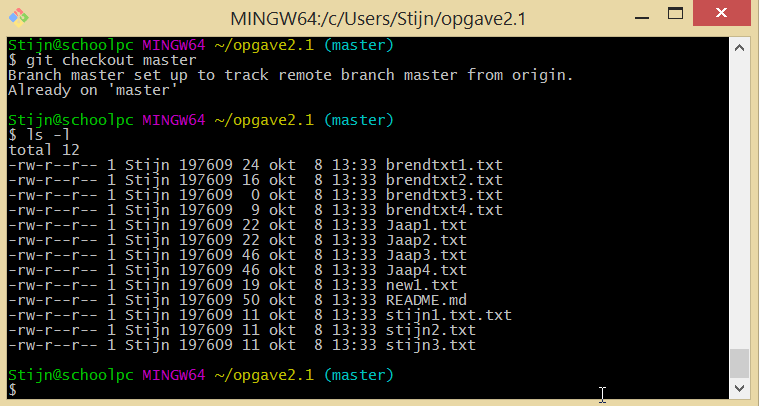 MINGW64:/c/Users/Stijn/opgave2.1
Stijn@schoolpc MINGW64 ~/opgave2.1 (master)
$ git checkout master
Branch master set up to track remote branch master from origin.
Already on 'master'
Stijn@schoolpc MINGW64 ~/opgave2.1 (master)
$ ls -l
total 12
-rw-r--r-- 1 Stijn 197609 24 okt  8 13:33 brendtxt1.txt
-rw-r--r-- 1 Stijn 197609 16 okt  8 13:33 brendtxt2.txt
-rw-r--r-- 1 Stijn 197609  0 okt  8 13:33 brendtxt3.txt
-rw-r--r-- 1 Stijn 197609  9 okt  8 13:33 brendtxt4.txt
-rw-r--r-- 1 Stijn 197609 22 okt  8 13:33 Jaap1.txt
-rw-r--r-- 1 Stijn 197609 22 okt  8 13:33 Jaap2.txt
-rw-r--r-- 1 Stijn 197609 46 okt  8 13:33 Jaap3.txt
-rw-r--r-- 1 Stijn 197609 46 okt  8 13:33 Jaap4.txt
-rw-r--r-- 1 Stijn 197609 19 okt  8 13:33 new1.txt
-rw-r--r-- 1 Stijn 197609 50 okt  8 13:33 README.md
-rw-r--r-- 1 Stijn 197609 11 okt  8 13:33 stijn1.txt.txt
-rw-r--r-- 1 Stijn 197609 11 okt  8 13:33 stijn2.txt
-rw-r--r-- 1 Stijn 197609 11 okt  8 13:33 stijn3.txt
Stijn@schoolpc MINGW64 ~/opgave2.1 (master)
$